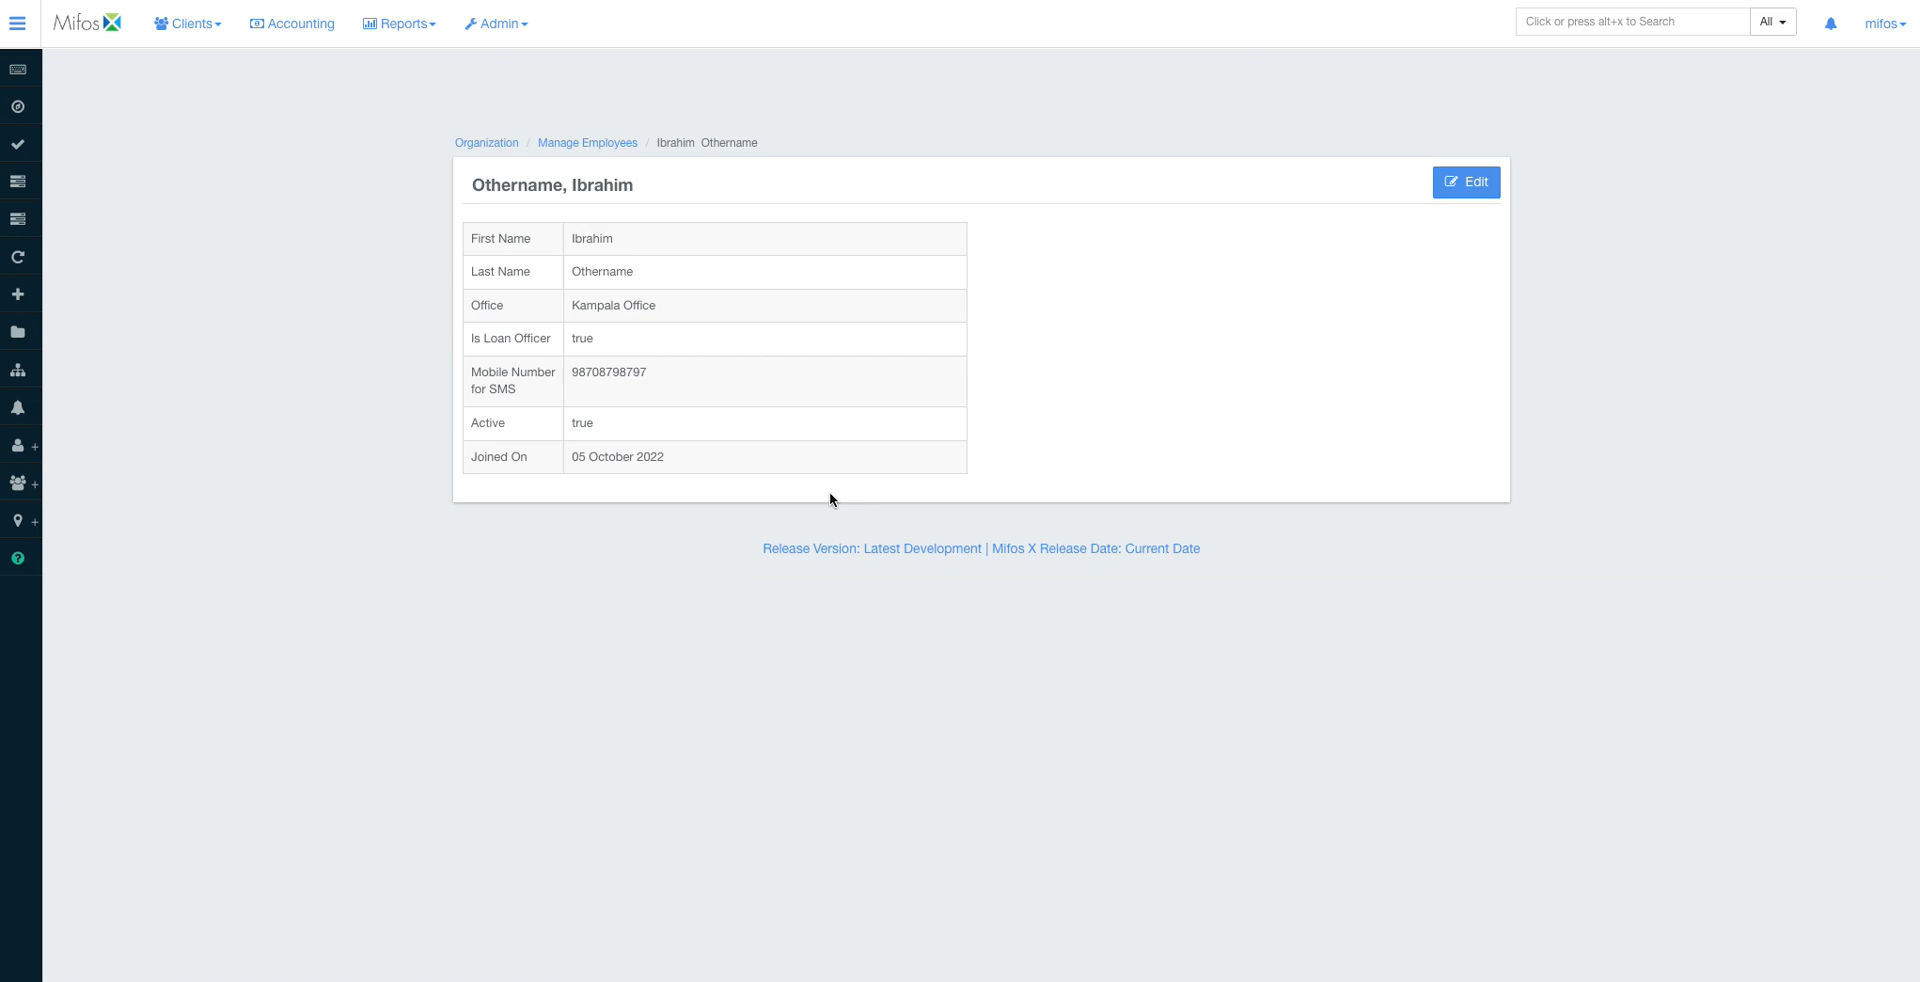 Mifos Clients Accounting Reports Admin Click or press alt+x to Search All mifos
Organization / Manage Employees / Ibrahim Othername
Othername, Ibrahim
Edit
First Name Ibrahim
Last Name Othername
Office Kampala Office
Is Loan Officer true
Mobile Number 98708798797
for SMS
Active true
Joined On 05 October 2022
Release Version: Latest Development | Mifos X Release Date: Current Date